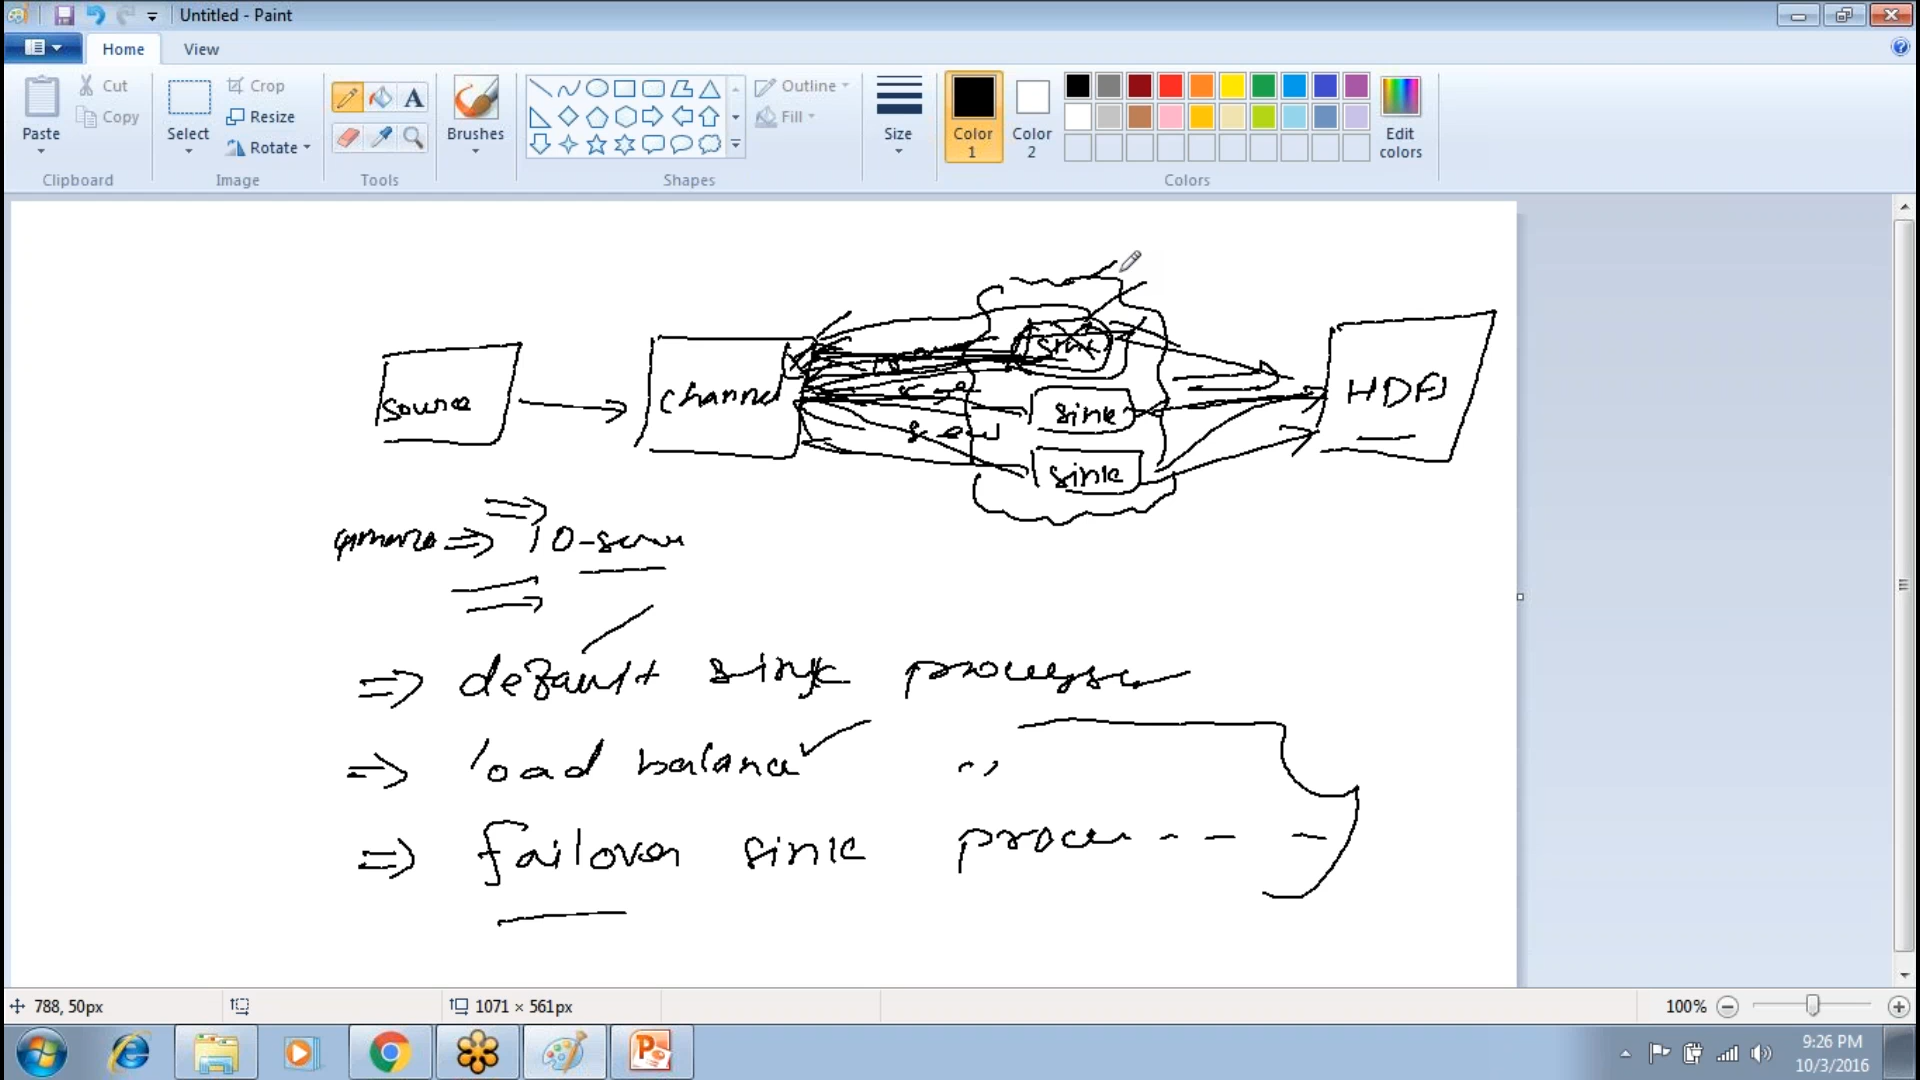 Untitled - Paint
Home View
Paste Cut Copy Clipboard
Select Crop Resize Rotate Image
A
Tools
Brushes
Shapes
Outline
Fill
Size
Color 1 Color 2
Edit colors
Colors
source channel sink HDFS
sink
sink
10-
=> default sink processor
=> load balance ,,
=> failover sink
788, 50px 1071 × 561px 100%
9:26 PM
10/3/2016